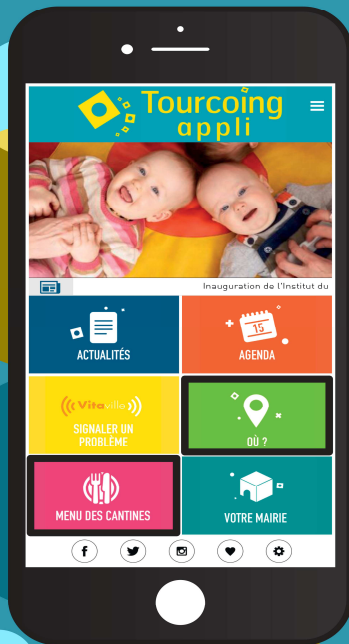 Tourcoing
appli
Inauguration de l'Institut du
ACTUALITÉS
15
AGENDA
((( Vitaville )))
SIGNALER UN
PROBLÈME
OÙ ?
MENU DES CANTINES
VOTRE MAIRIE